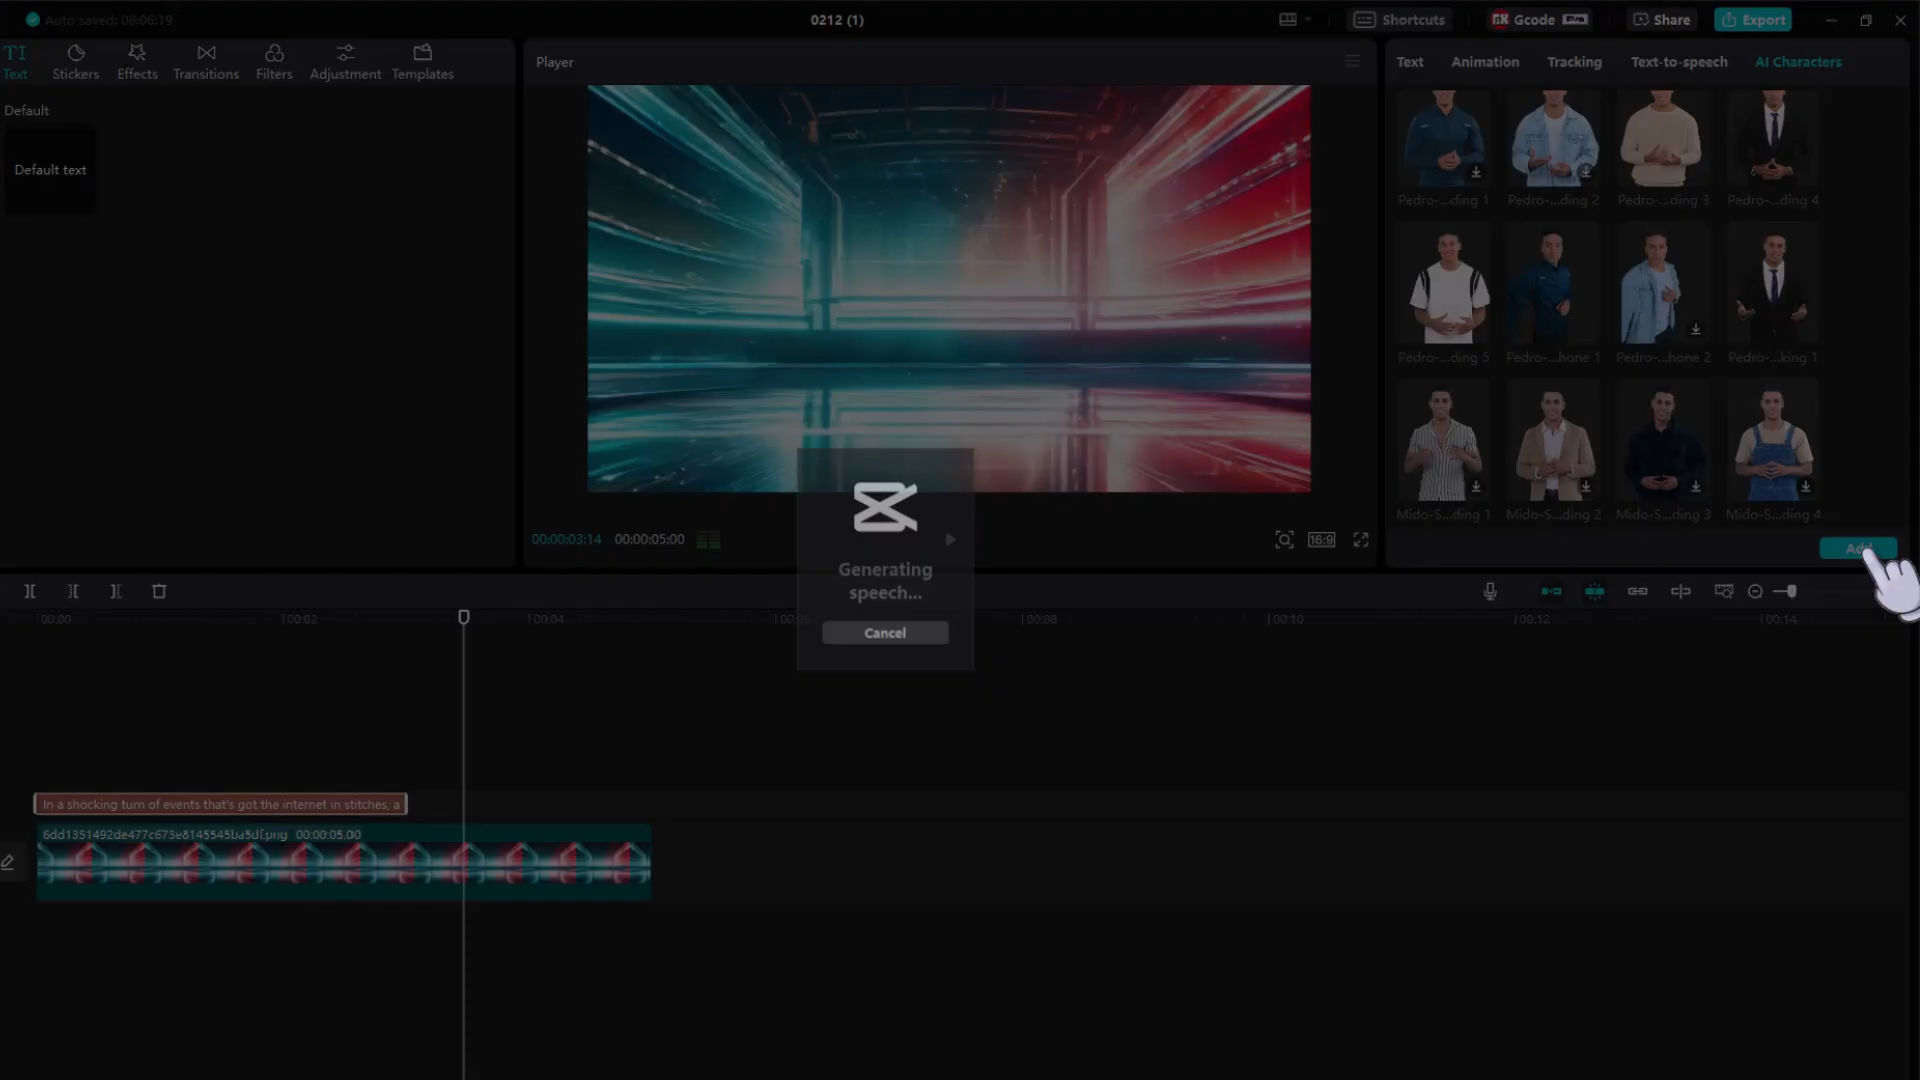 Auto saved: 08:06:19
0212 (1)
Shortcuts
Gcode
Pro
Share
Export
TI
Text
Stickers
Effects
Transitions
Filters
Adjustment
Templates
Default
Default text
Player
00:00:03:14
00:00:05:00
16:9
Text
Animation
Tracking
Text-to-speech
AI Characters
Pedro-...ding 1
Pedro-...ding 2
Pedro-...ding 3
Pedro-...ding 4
Pedro-...ding 5
Pedro-...hone 1
Pedro-...hone 2
Pedro-...king 1
Mido-S...ding 1
Mido-S...ding 2
Mido-S...ding 3
Mido-S...ding 4
Generating
speech...
Cancel
00:00
00:02
00:04
00:08
00:10
00:12
00:14
In a shocking turn of events that's got the internet in stitches, a
6dd1351492de477c673e8145545ba5df.png 00:00:05:00